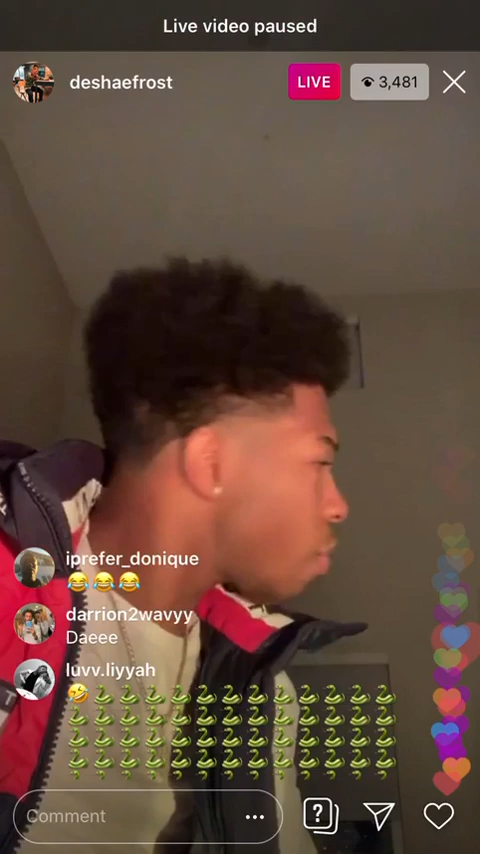 Live video paused
deshaefrost
LIVE
3,481
iprefer_donique
darrion2wavyy
Daeee
luvv.liyyah
Comment